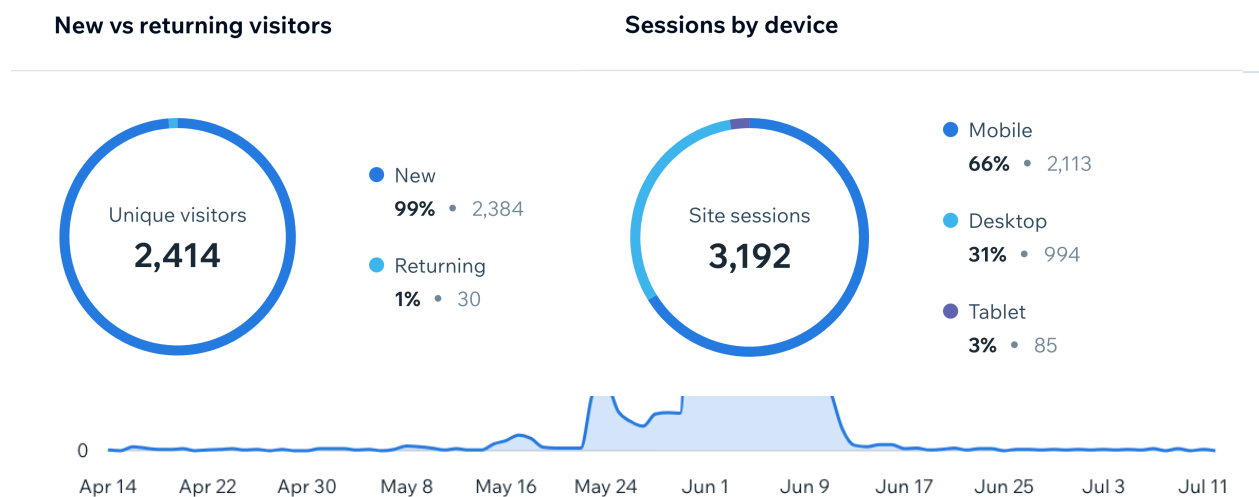 New vs returning visitors
Unique visitors
2,414
New
99% • 2,384
Returning
1% • 30
Sessions by device
Site sessions
3,192
Mobile
66% • 2,113
Desktop
31% • 994
Tablet
3% • 85
0
Apr 14 Apr 22 Apr 30 May 8 May 16 May 24 Jun 1 Jun 9 Jun 17 Jun 25 Jul 3 Jul 11